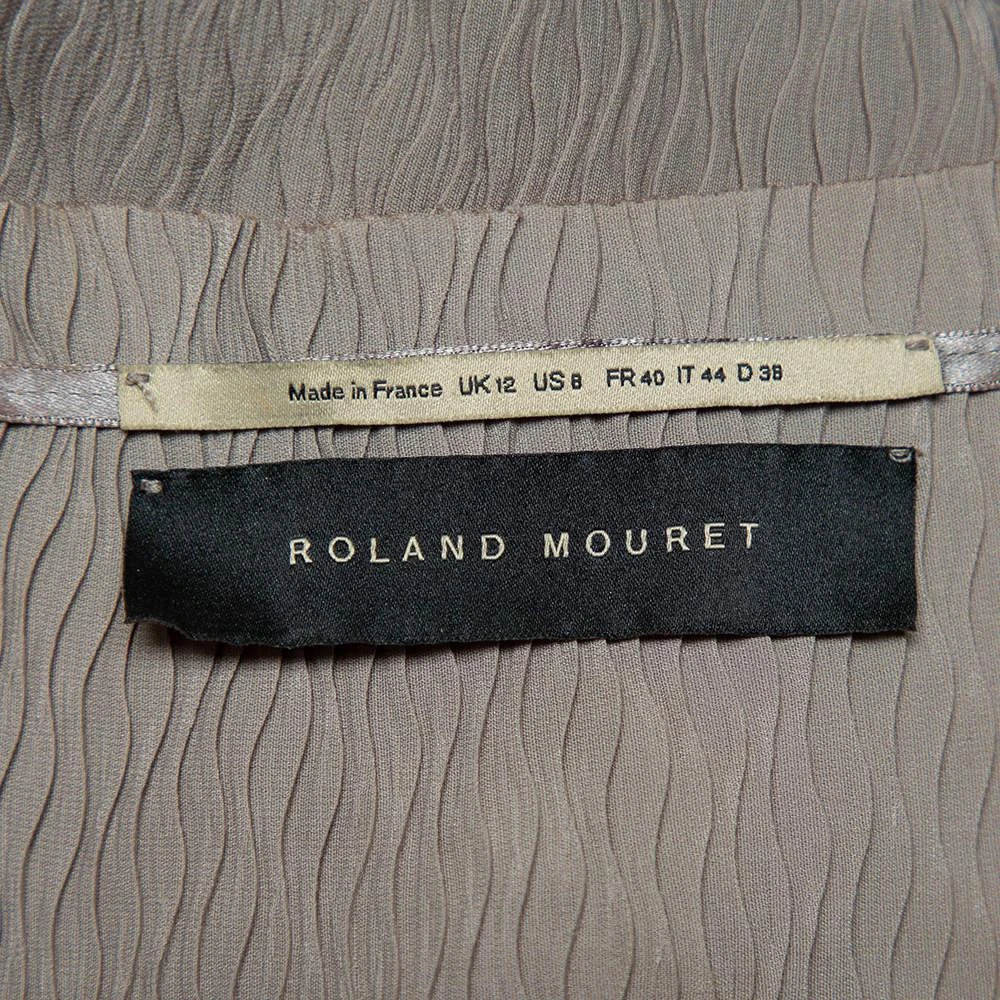 Made in France UK 12 US 8 FR 40 IT 44 D 38
ROLAND MOURET